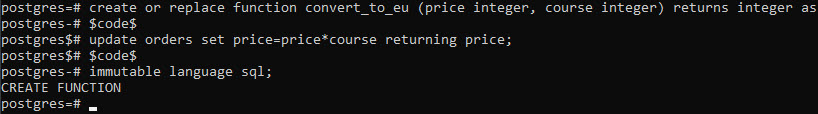 postgres=# create or replace function convert_to_eu (price integer, course integer) returns integer as
postgres-# $code$
postgres$# update orders set price=price*course returning price;
postgres$# $code$
postgres-# immutable language sql;
CREATE FUNCTION
postgres=#